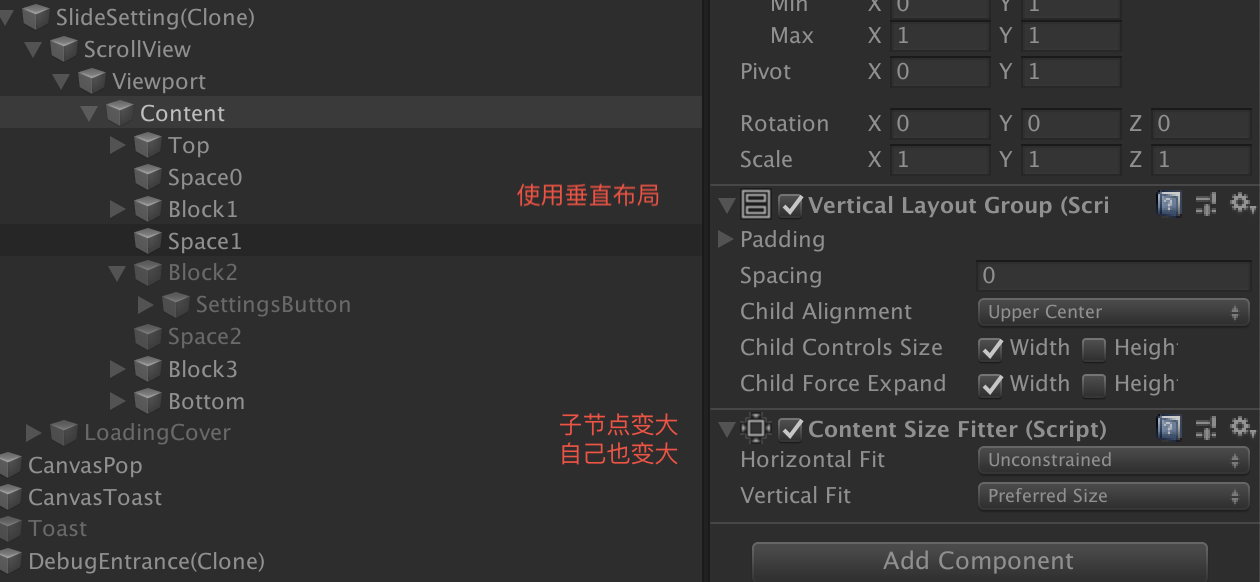 SlideSetting(Clone)
ScrollView
Viewport
Content
Top
Space0
Block1
Space1
Block2
SettingsButton
Space2
Block3
Bottom
LoadingCover
CanvasPop
CanvasToast
Toast
DebugEntrance(Clone)
使用垂直布局
子节点变大
自己也变大
Min X 0 Y 1
Max X 1 Y 1
Pivot X 0 Y 1
Rotation X 0 Y 0 Z 0
Scale X 1 Y 1 Z 1
Vertical Layout Group (Scri
Padding
Spacing 0
Child Alignment Upper Center
Child Controls Size Width Heigh
Child Force Expand Width Heigh
Content Size Fitter (Script)
Horizontal Fit Unconstrained
Vertical Fit Preferred Size
Add Component